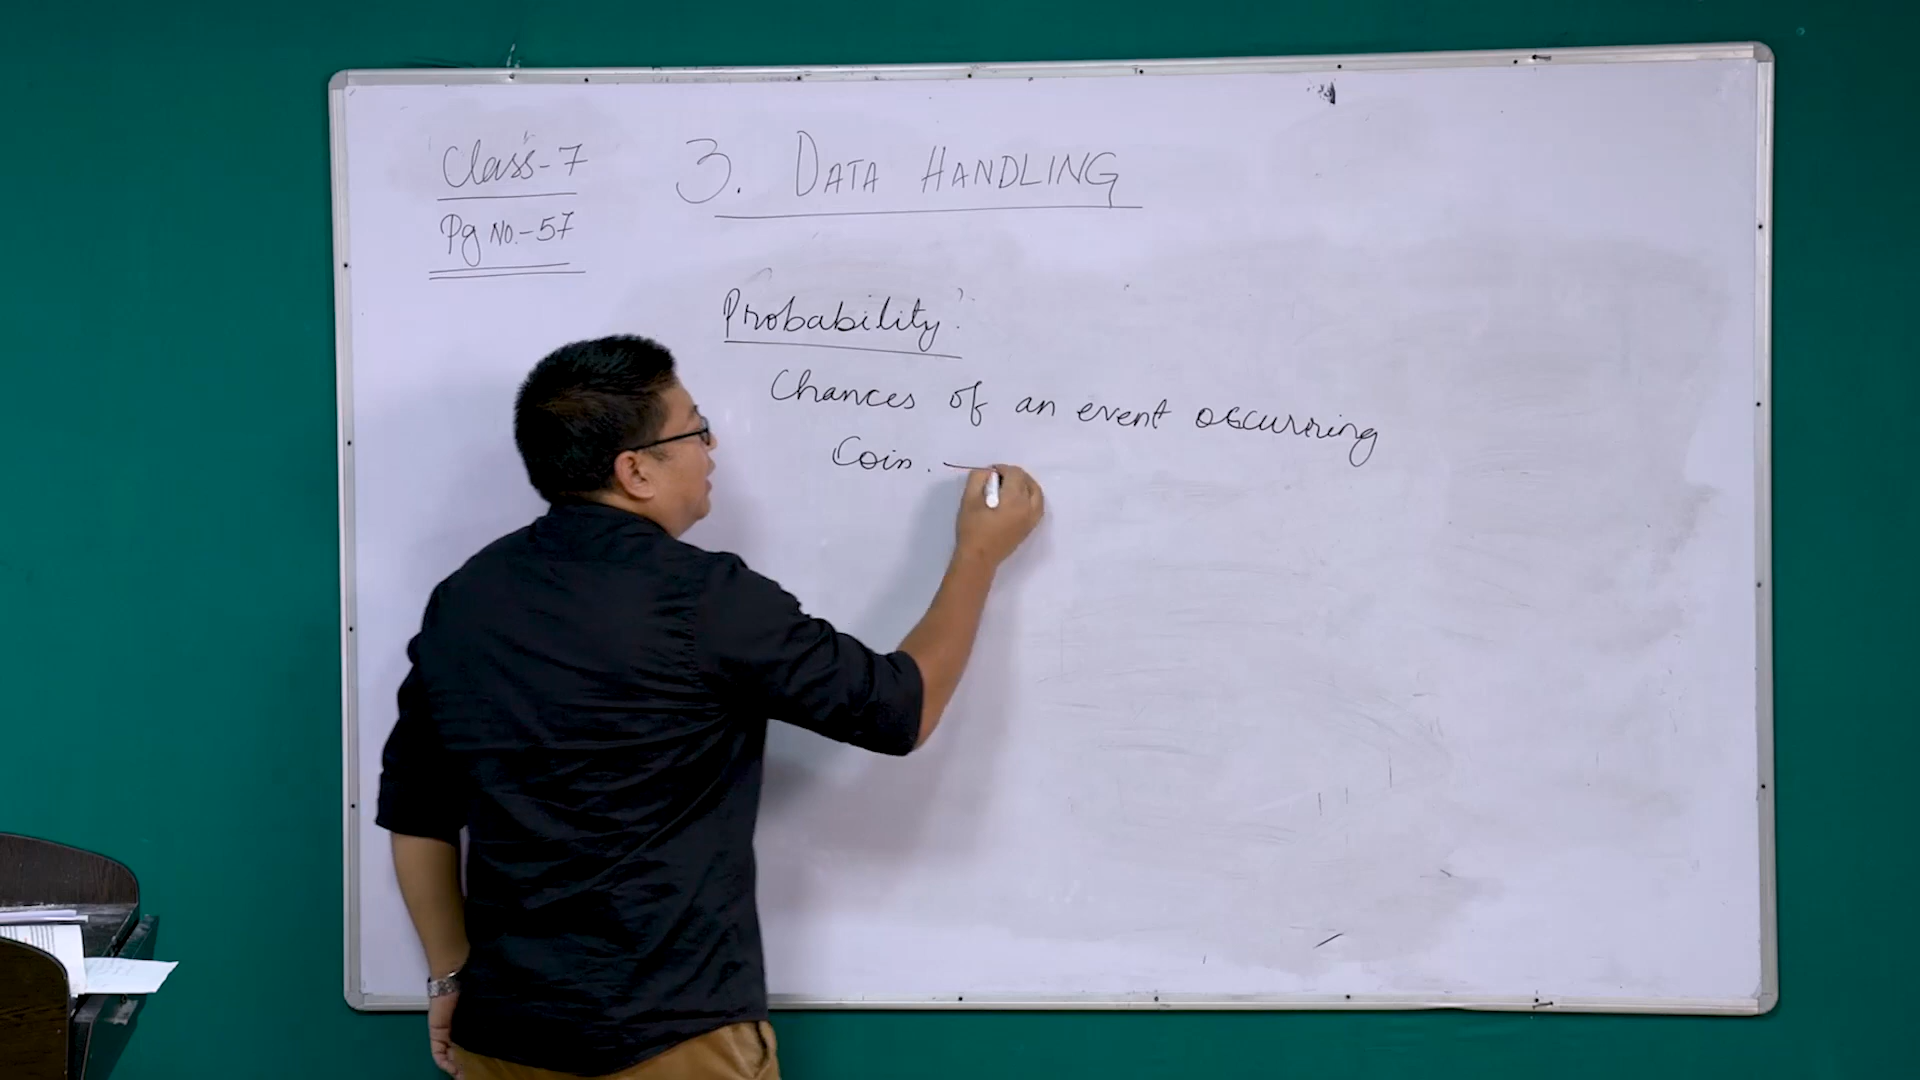 Class-7
3. DATA HANDLING
Pg No.-57
Probability:
Chances of an event occurring
Coin. —